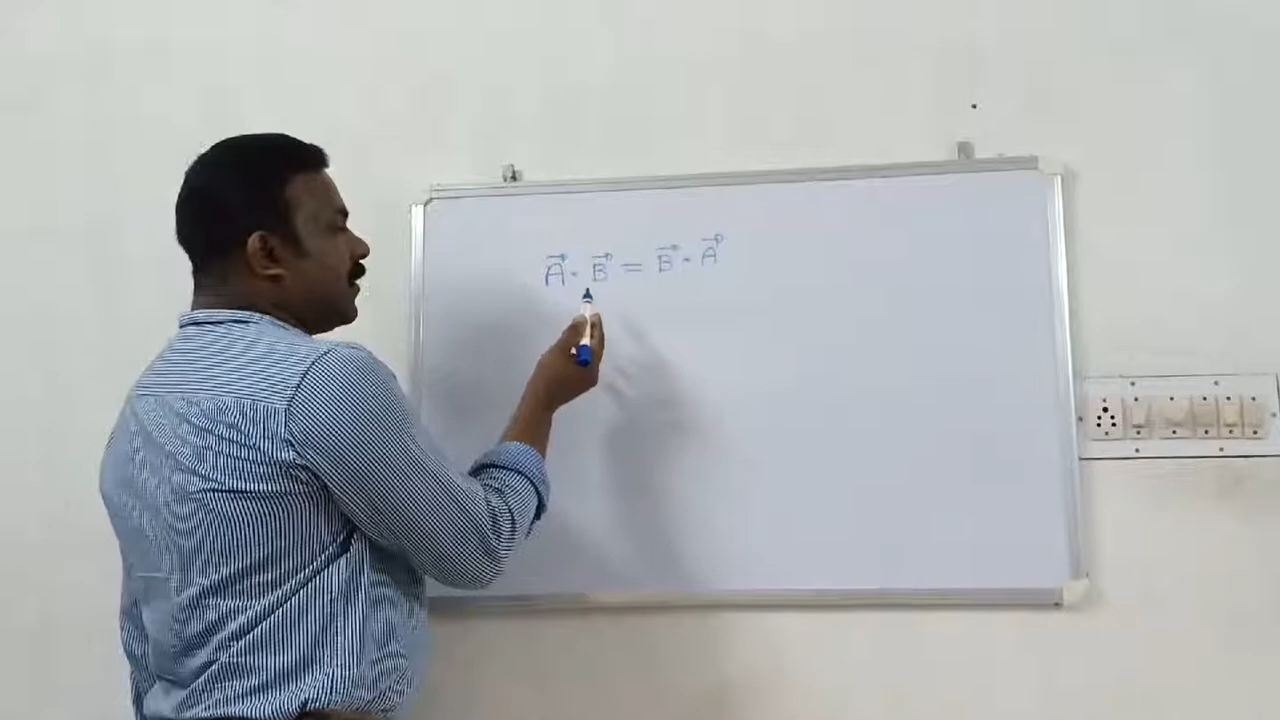 A⃗ · B⃗ = B⃗ · A⃗